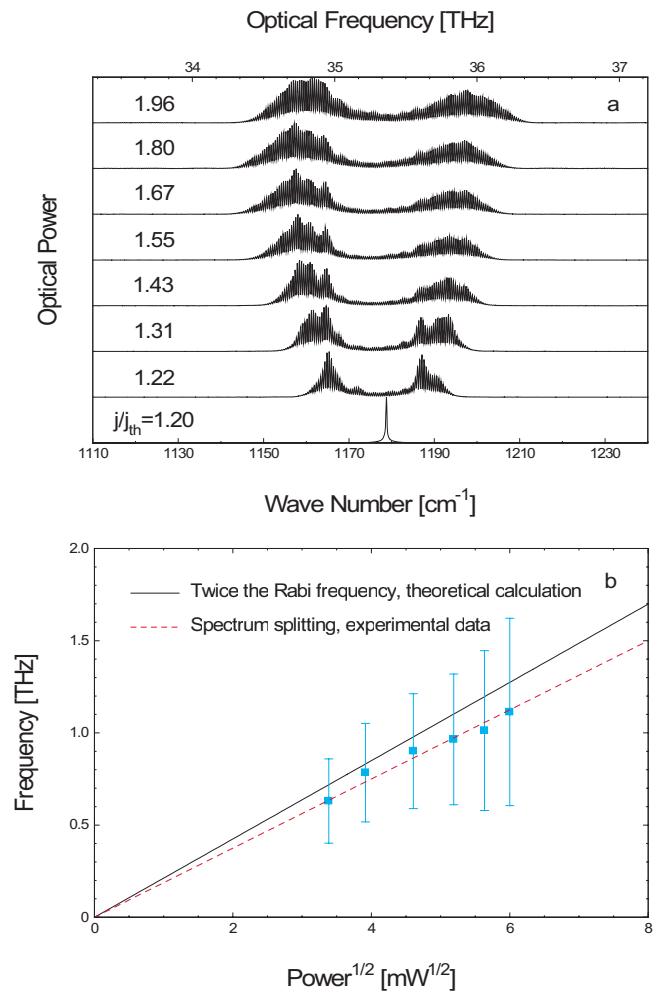 Optical Frequency [THz]
34 35 36 37
a
1.96
1.80
1.67
1.55
1.43
1.31
1.22
j/jth=1.20
Optical Power
1110 1130 1150 1170 1190 1210 1230
Wave Number [cm-1]
b
2.0
1.5
1.0
0.5
0
Twice the Rabi frequency, theoretical calculation
Spectrum splitting, experimental data
Frequency [THz]
0 2 4 6 8
Power1/2 [mW1/2]